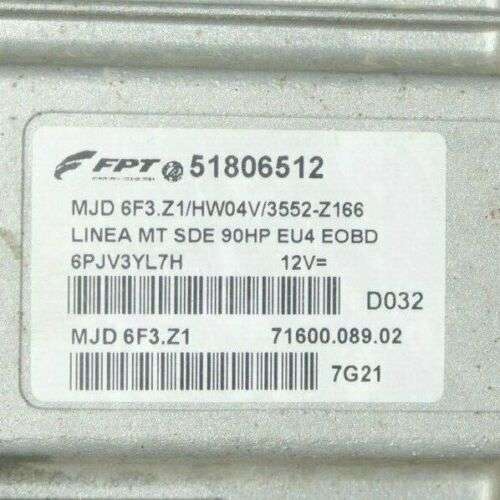 FPT 51806512
MJD 6F3.Z1/HW04V/3552-Z166
LINEA MT SDE 90HP EU4 EOBD
6PJV3YL7H 12V=
D032
MJD 6F3.Z1 71600.089.02
7G21